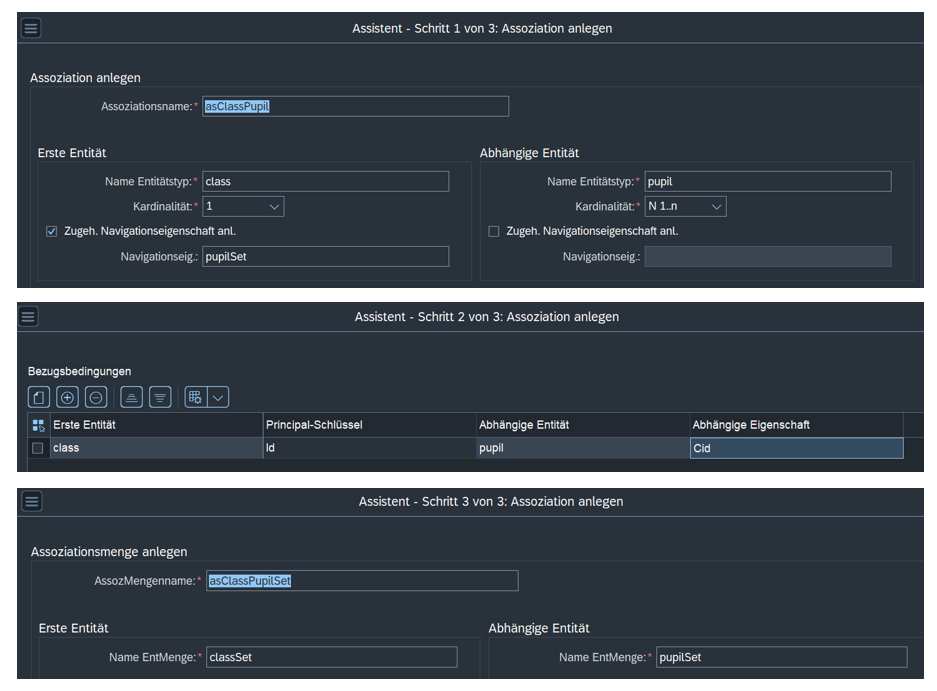 Assistent - Schritt 1 von 3: Assoziation anlegen
Assoziation anlegen
Assoziationsname:* asClassPupil
Erste Entität
Abhängige Entität
Name Entitätstyp:* class
Name Entitätstyp:* pupil
Kardinalität:* 1
Kardinalität:* N 1..n
Zugeh. Navigationseigenschaft anl.
Zugeh. Navigationseigenschaft anl.
Navigationseig.: pupilSet
Navigationseig.:
Assistent - Schritt 2 von 3: Assoziation anlegen
Bezugsbedingungen
Erste Entität Principal-Schlüssel Abhängige Entität Abhängige Eigenschaft
class Id pupil Cid
Assistent - Schritt 3 von 3: Assoziation anlegen
Assoziationsmenge anlegen
AssozMengenname:* asClassPupilSet
Erste Entität
Abhängige Entität
Name EntMenge:* classSet
Name EntMenge:* pupilSet